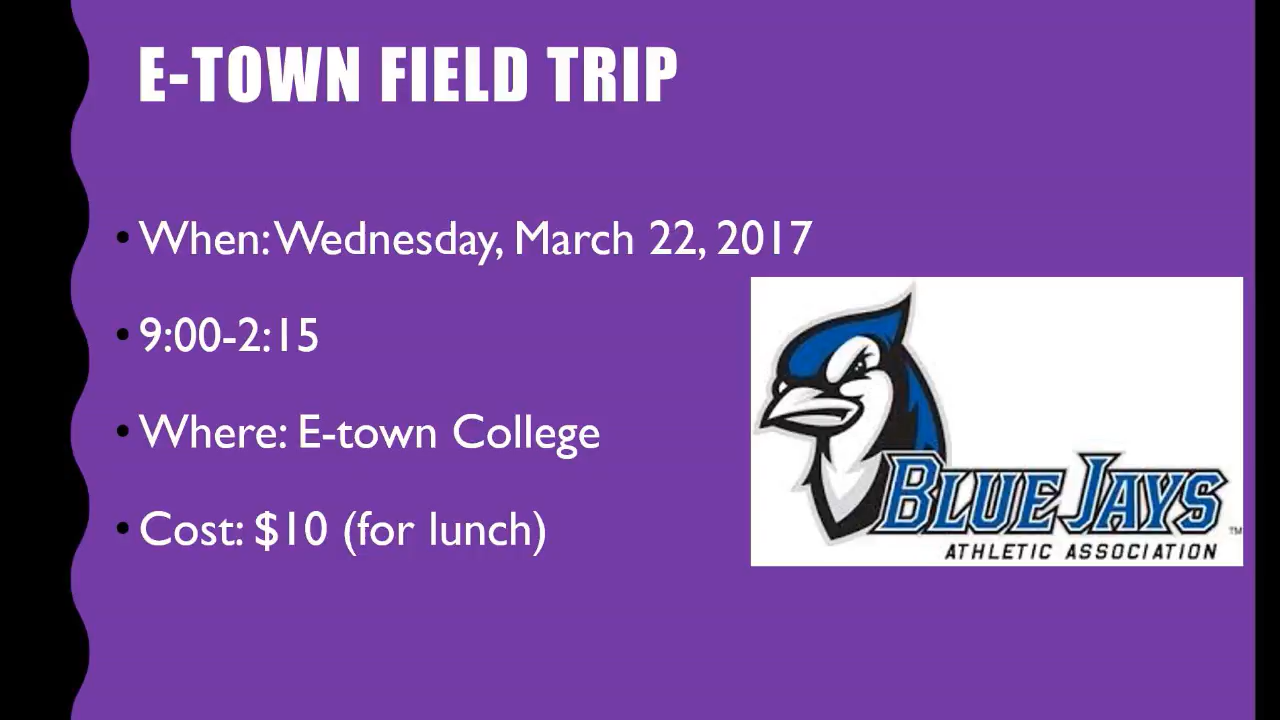 E-TOWN FIELD TRIP
• When: Wednesday, March 22, 2017
• 9:00-2:15
• Where: E-town College
• Cost: $10 (for lunch)
BLUE JAYS
™
ATHLETIC ASSOCIATION